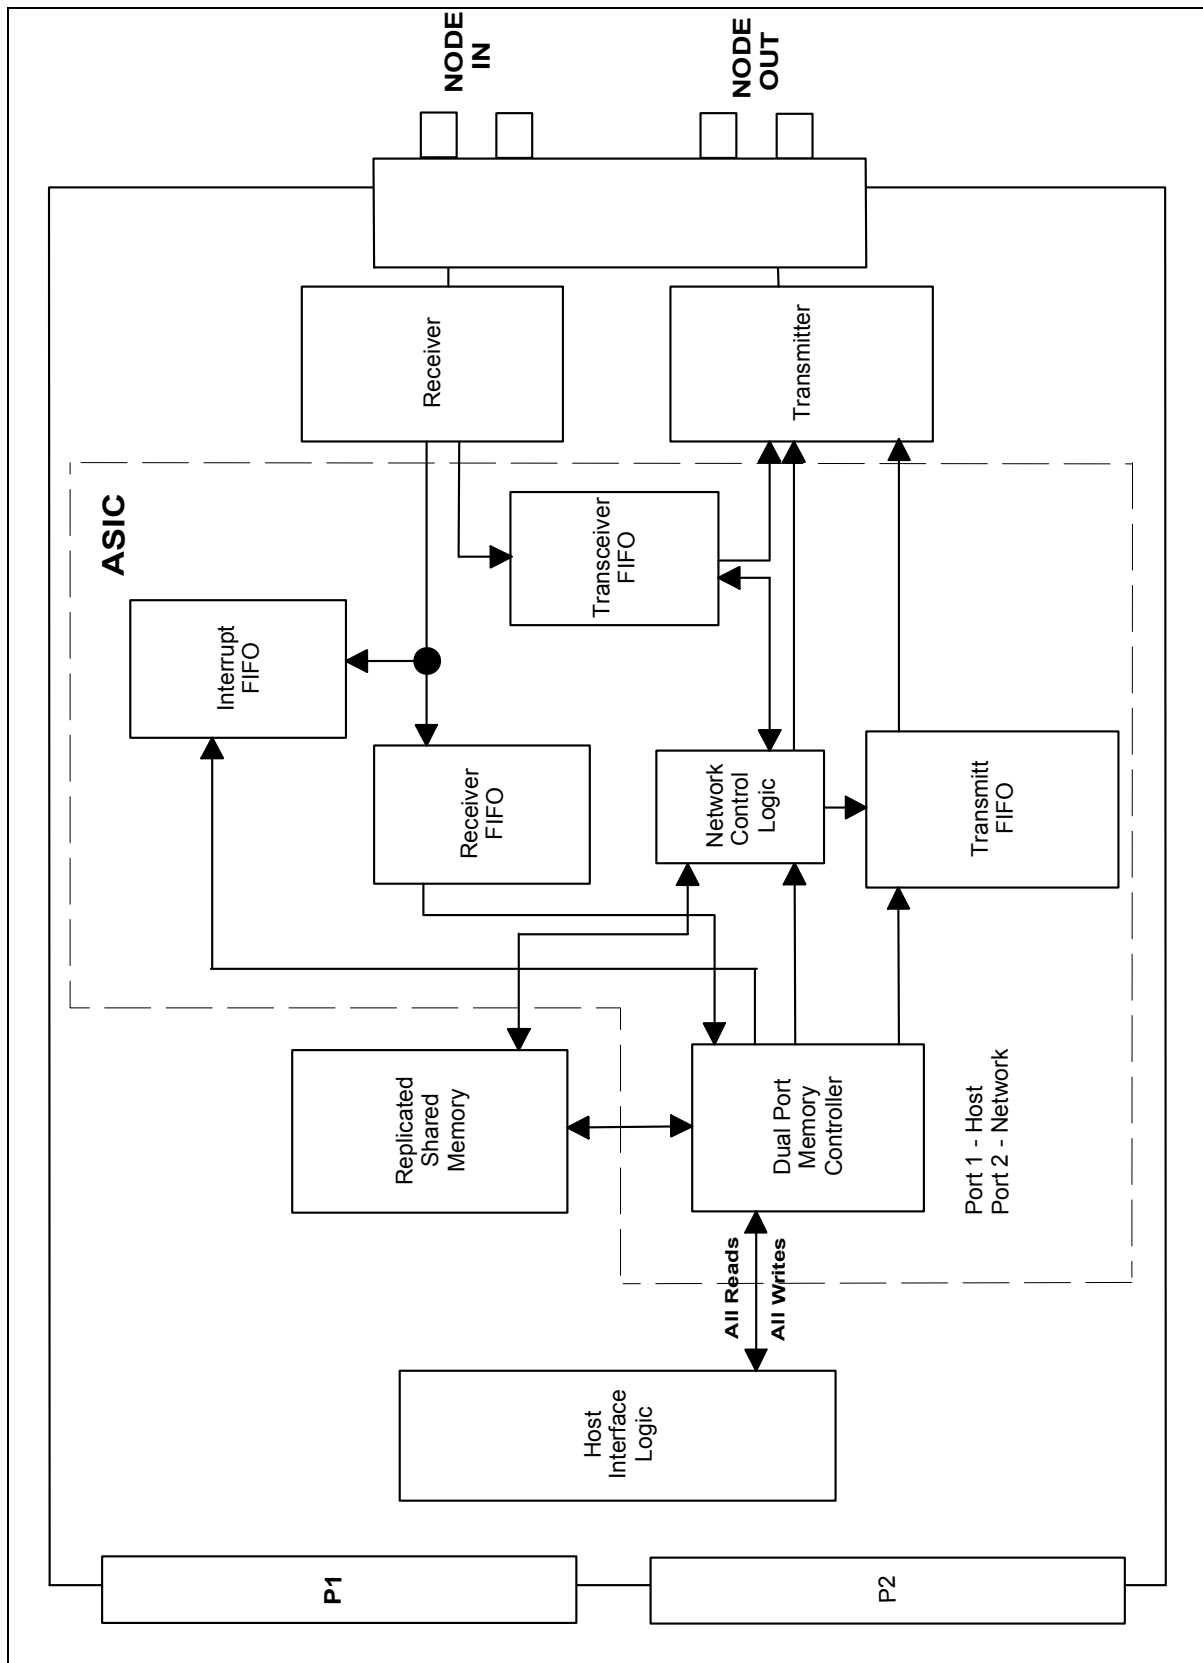 NODE
IN
NODE
OUT
Receiver
Transmitter
ASIC
Interrupt
FIFO
Transceiver
FIFO
Receiver
FIFO
Network
Control
Logic
Transmitt
FIFO
Replicated
Shared
Memory
Dual Port
Memory
Controller
Port 1 - Host
Port 2 - Network
All Reads
All Writes
Host
Interface
Logic
P1
P2